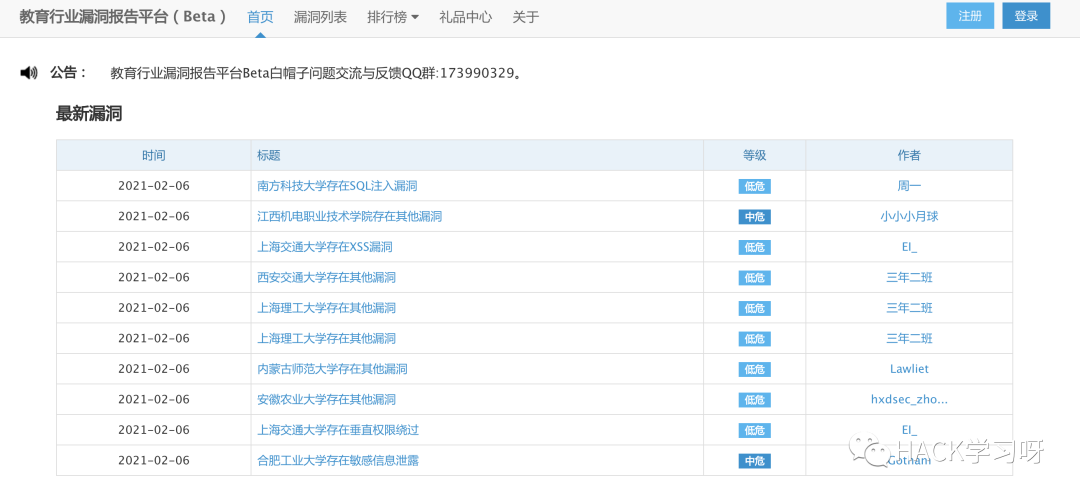 教育行业漏洞报告平台（Beta） 首页 漏洞列表 排行榜 礼品中心 关于 注册 登录
公告： 教育行业漏洞报告平台Beta白帽子问题交流与反馈QQ群:173990329。
最新漏洞
时间 标题 等级 作者
2021-02-06 南方科技大学存在SQL注入漏洞 低危 周一
2021-02-06 江西机电职业技术学院存在其他漏洞 中危 小小小月球
2021-02-06 上海交通大学存在XSS漏洞 低危 EI_
2021-02-06 西安交通大学存在其他漏洞 低危 三年二班
2021-02-06 上海理工大学存在其他漏洞 低危 三年二班
2021-02-06 上海理工大学存在其他漏洞 低危 三年二班
2021-02-06 内蒙古师范大学存在其他漏洞 低危 Lawliet
2021-02-06 安徽农业大学存在其他漏洞 低危 hxdsec_zho...
2021-02-06 上海交通大学存在垂直权限绕过 低危 EI_
2021-02-06 合肥工业大学存在敏感信息泄露 中危 Gotham
HACK学习呀